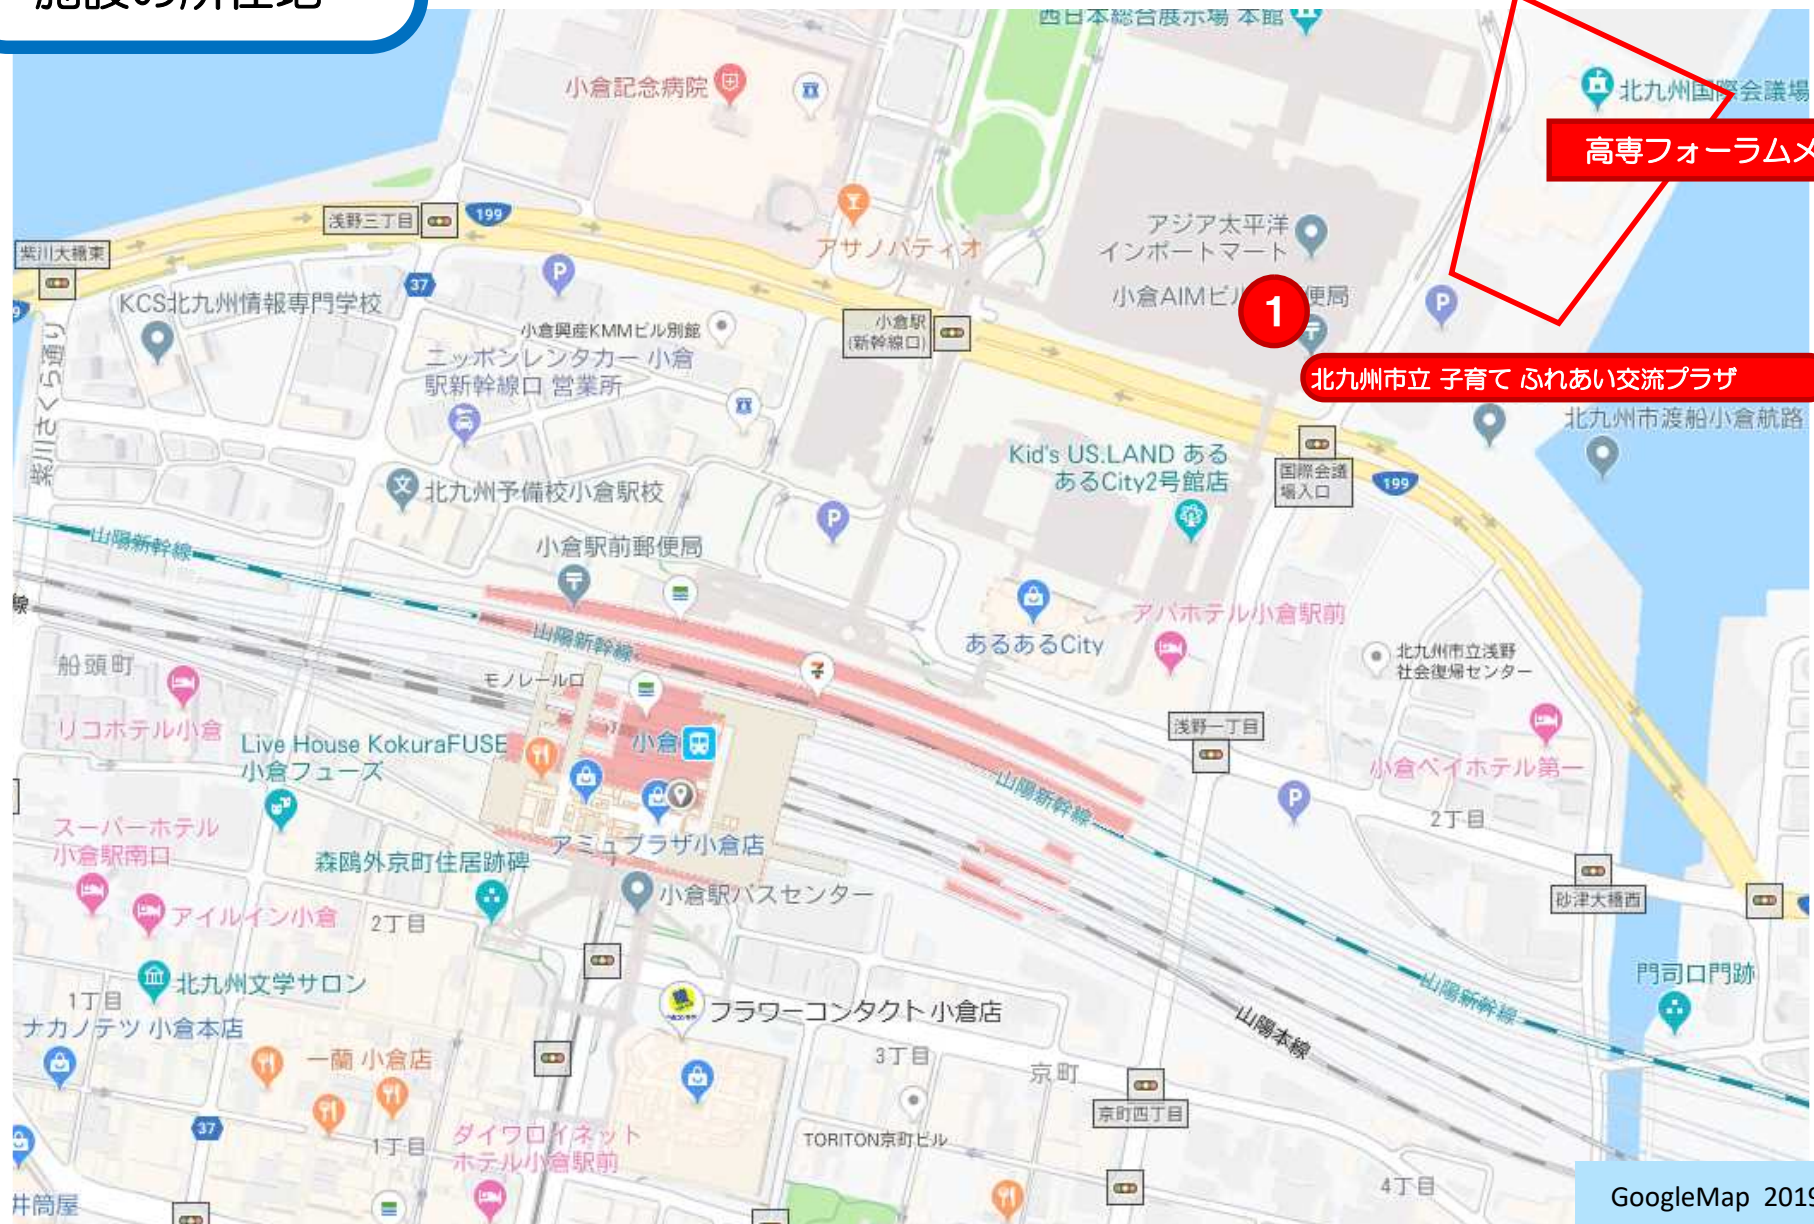 施設の所在地
西日本総合展示場 本館
小倉記念病院
北九州国際会議場
高専フォーラムメ
浅野三丁目
199
紫川大橋東
アサノパティオ
アジア太平洋
インポートマート
37
KCS北九州情報専門学校
小倉AIMビル
便局
1
小倉興産KMMビル別館
小倉駅
(新幹線口)
ニッポンレンタカー 小倉
駅新幹線口 営業所
北九州市立 子育て ふれあい交流プラザ
北九州市渡船小倉航路
紫川さくら通り
Kid's US.LAND ある
あるCity2号館店
国際会議
場入口
199
北九州予備校小倉駅校
山陽新幹線
小倉駅前郵便局
線
山陽新幹線
あるあるCity
アパホテル小倉駅前
北九州市立浅野
社会復帰センター
船頭町
モノレール口
リコホテル小倉
Live House KokuraFUSE
小倉フューズ
小倉
浅野一丁目
小倉ベイホテル第一
山陽新幹線
2丁目
スーパーホテル
小倉駅南口
アミュプラザ小倉店
森鴎外京町住居跡碑
小倉駅バスセンター
砂津大橋西
アイルイン小倉
2丁目
北九州文学サロン
門司口門跡
山陽新幹線
1丁目
ナカノテツ 小倉本店
フラワーコンタクト 小倉店
山陽本線
一蘭 小倉店
3丁目
京町
京町四丁目
37
1丁目
ダイワロイネット
ホテル小倉駅前
TORITON京町ビル
4丁目
井筒屋
GoogleMap 2019